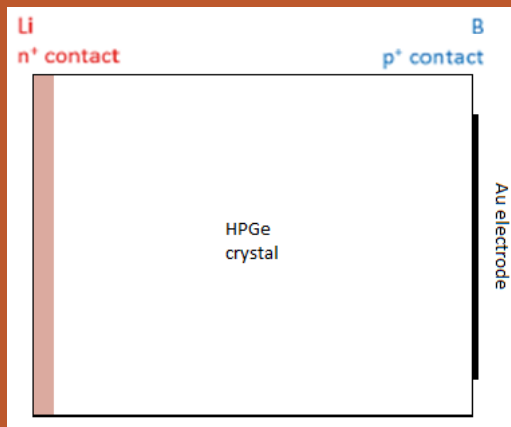 Li
n⁺ contact
B
p⁺ contact
HPGe
crystal
Au electrode